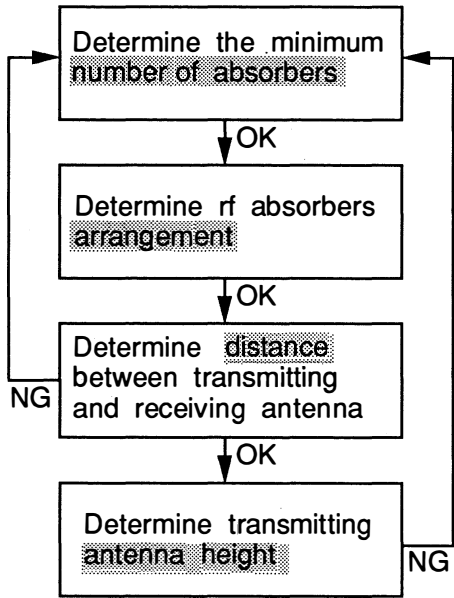 Determine the minimum
number of absorbers
OK
Determine rf absorbers
arrangement
OK
Determine distance
between transmitting
and receiving antenna
NG
OK
Determine transmitting
antenna height
NG